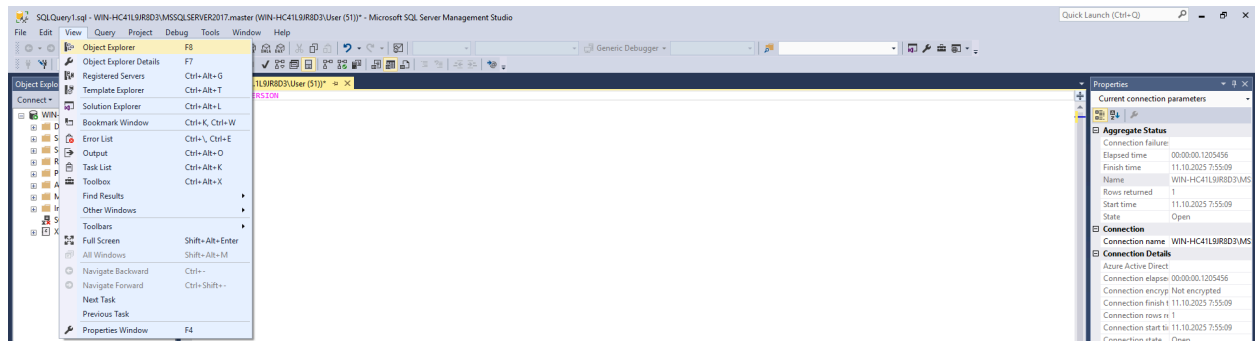 SQLQuery1.sql - WIN-HC41L9JR8D3\MSSQLSERVER2017.master (WIN-HC41L9JR8D3\User (51))* - Microsoft SQL Server Management Studio
Quick Launch (Ctrl+Q)
File Edit View Query Project Debug Tools Window Help
Generic Debugger
Object Explo
.1L9JR8D3\User (51))*
ERSION
Connect
WIN-
D
S
S
R
P
A
M
In
S
X
Object Explorer F8
Object Explorer Details F7
Registered Servers Ctrl+Alt+G
Template Explorer Ctrl+Alt+T
Solution Explorer Ctrl+Alt+L
Bookmark Window Ctrl+K, Ctrl+W
Error List Ctrl+\, Ctrl+E
Output Ctrl+Alt+O
Task List Ctrl+Alt+K
Toolbox Ctrl+Alt+X
Find Results
Other Windows
Toolbars
Full Screen Shift+Alt+Enter
All Windows Shift+Alt+M
Navigate Backward Ctrl+-
Navigate Forward Ctrl+Shift+-
Next Task
Previous Task
Properties Window F4
Properties
Current connection parameters
Aggregate Status
Connection failure:
Elapsed time 00:00:00.1205456
Finish time 11.10.2025 7:55:09
Name WIN-HC41L9JR8D3\MS
Rows returned 1
Start time 11.10.2025 7:55:09
State Open
Connection
Connection name WIN-HC41L9JR8D3\MS
Connection Details
Azure Active Direct
Connection elapse: 00:00:00.1205456
Connection encryp Not encrypted
Connection finish t 11.10.2025 7:55:09
Connection rows re 1
Connection start tir 11.10.2025 7:55:09
Connection state Open